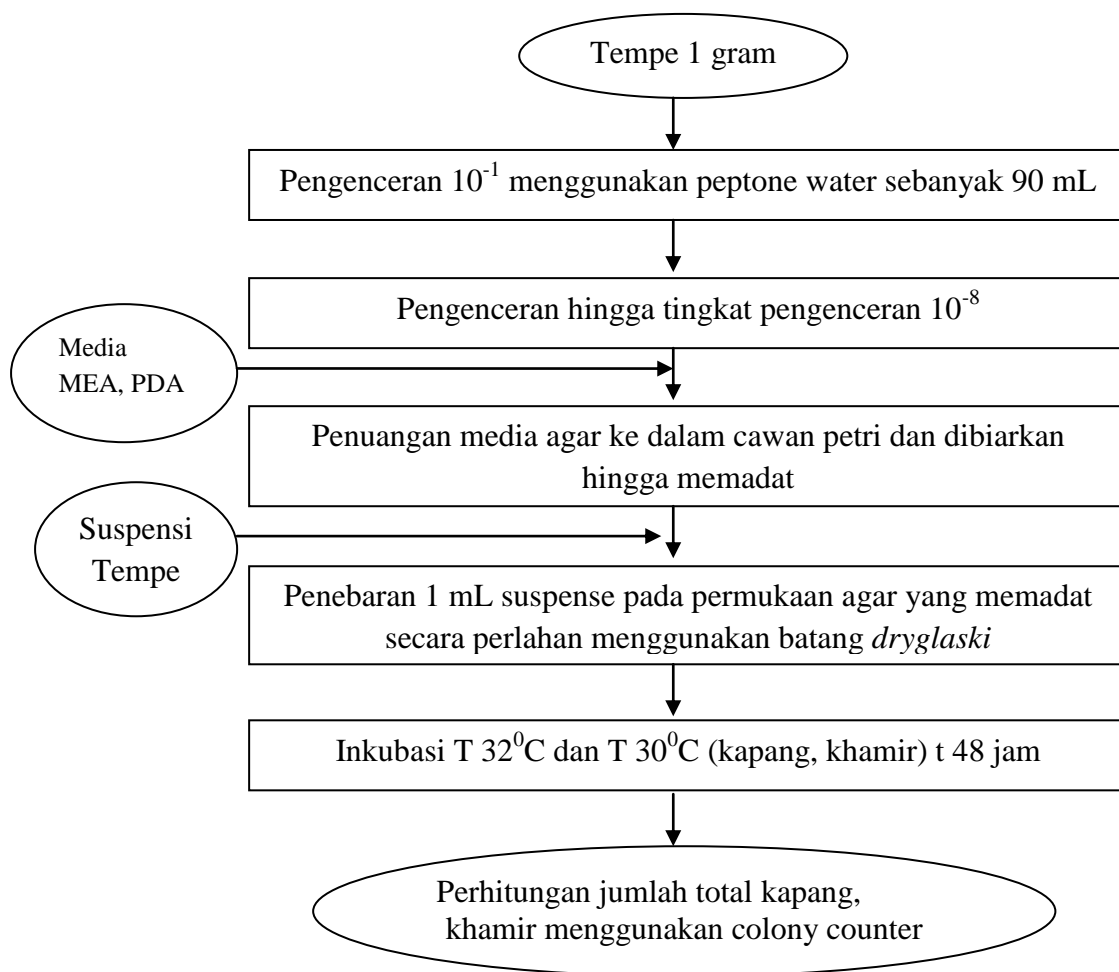 Tempe 1 gram
Pengenceran 10⁻¹ menggunakan peptone water sebanyak 90 mL
Pengenceran hingga tingkat pengenceran 10⁻⁸
Media
MEA, PDA
Penuangan media agar ke dalam cawan petri dan dibiarkan
hingga memadat
Suspensi
Tempe
Penebaran 1 mL suspense pada permukaan agar yang memadat
secara perlahan menggunakan batang dryglaski
Inkubasi T 32⁰C dan T 30⁰C (kapang, khamir) t 48 jam
Perhitungan jumlah total kapang,
khamir menggunakan colony counter